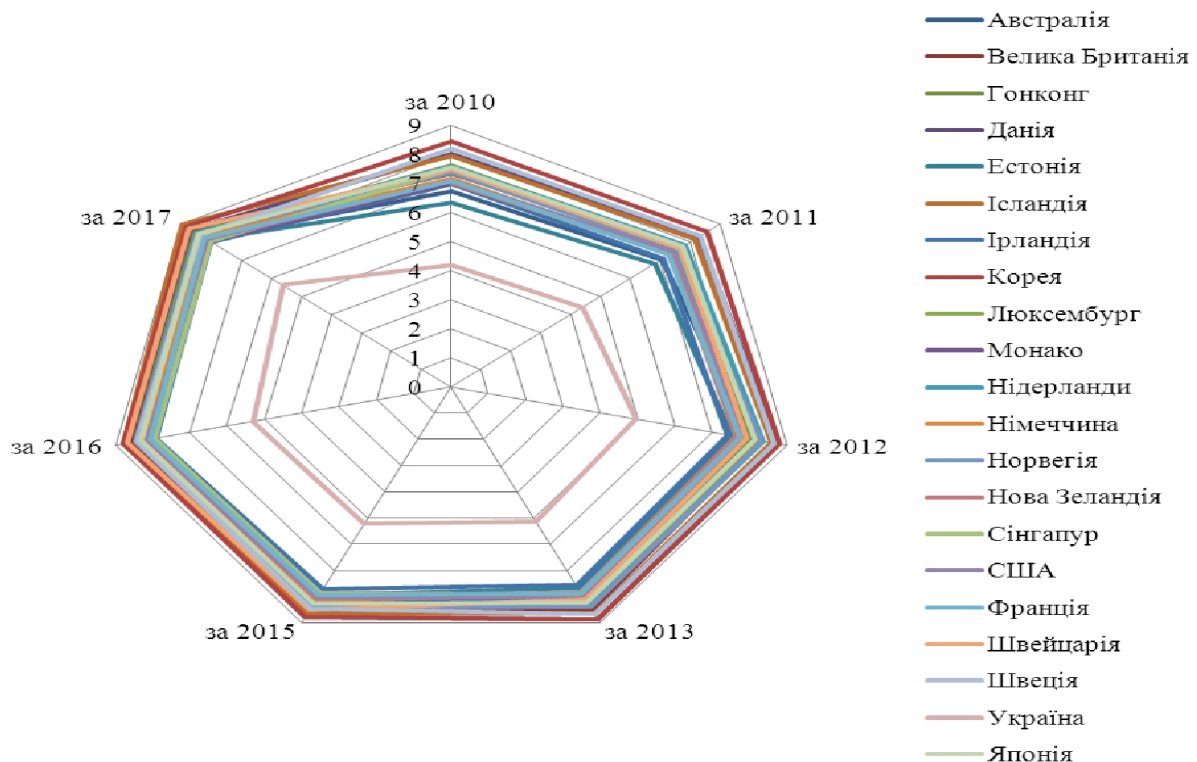 за 2010
9
8
7
6
5
4
3
2
1
0
за 2011
за 2012
за 2013
за 2015
за 2016
за 2017
Австралія
Велика Британія
Гонконг
Данія
Естонія
Ісландія
Ірландія
Корея
Люксембург
Монако
Нідерланди
Німеччина
Норвегія
Нова Зеландія
Сінгапур
США
Франція
Швейцарія
Швеція
Україна
Японія